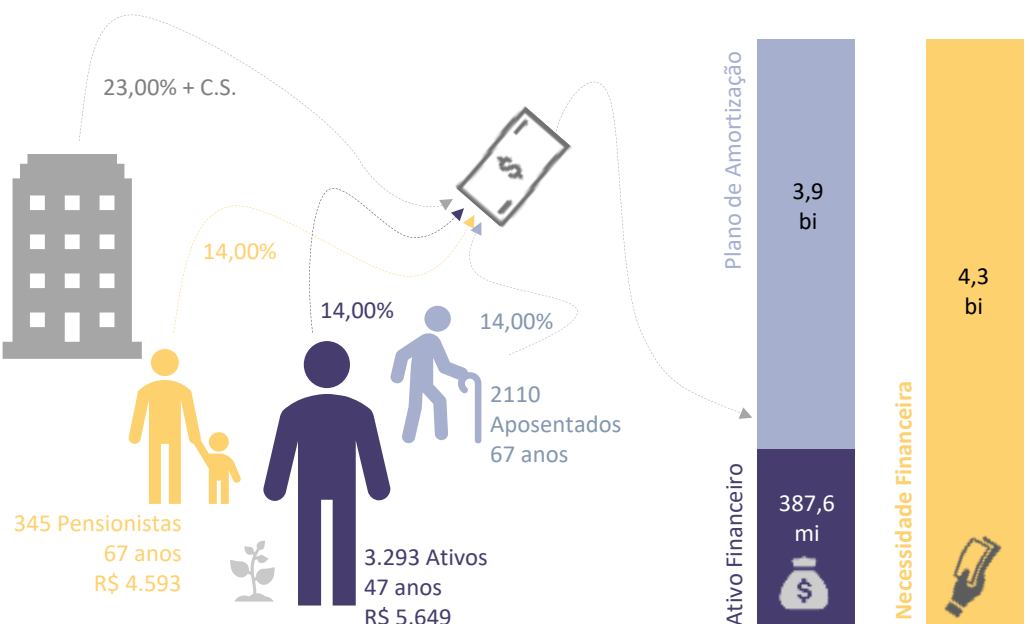 23,00% + C.S.
14,00%
14,00%
14,00%
345 Pensionistas
67 anos
R$ 4.593
3.293 Ativos
47 anos
R$ 5.649
2110
Aposentados
67 anos
$
Plano de Amortização
3,9
bi
Ativo Financeiro
387,6
mi
$
Necessidade Financeira
4,3
bi